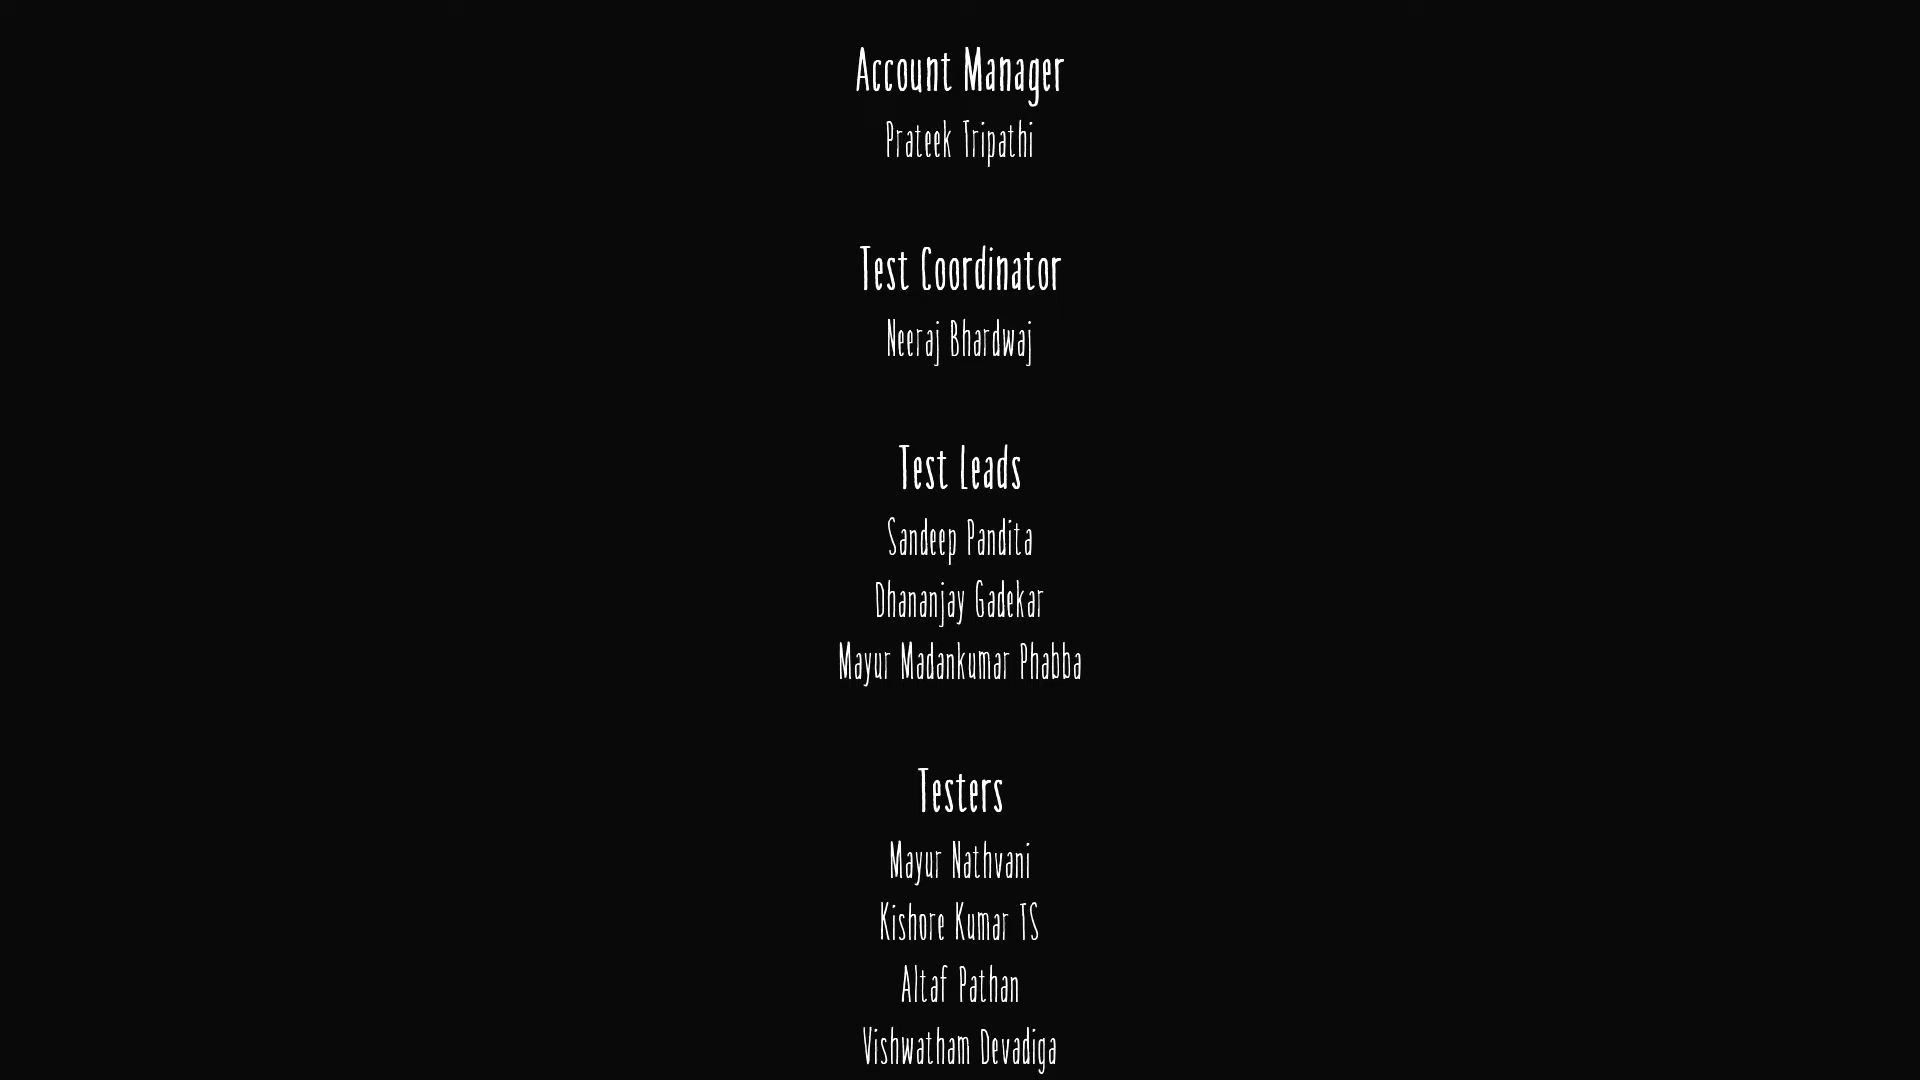 Account Manager
Prateek Tripathi
Test Coordinator
Neeraj Bhardwaj
Test Leads
Sandeep Pandita
Dhananjay Gadekar
Mayur Madankumar Phabba
Testers
Mayur Nathvani
Kishore Kumar TS
Altaf Pathan
Vishwatham Devadiga